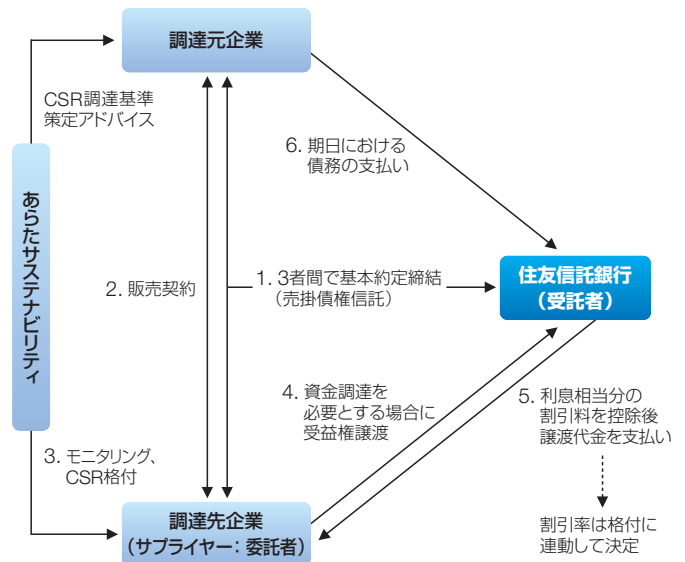 調達元企業
CSR調達基準
策定アドバイス
あらたサステナビリティ
6. 期日における
債務の支払い
2. 販売契約
1. 3者間で基本約定締結
（売掛債権信託）
住友信託銀行
（受託者）
4. 資金調達を
必要とする場合に
受益権譲渡
5. 利息相当分の
割引料を控除後
譲渡代金を支払い
3. モニタリング、
CSR格付
割引率は格付に
連動して決定
調達先企業
（サプライヤー：委託者）